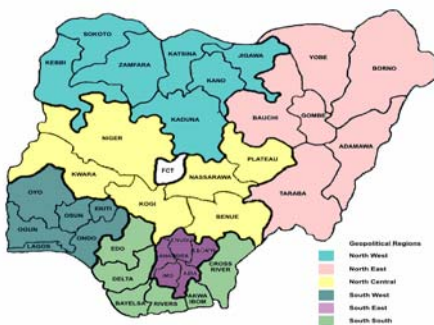 SOKOTO
KEBBI
ZAMFARA
KATSINA
JIGAWA
KANO
KADUNA
YOBE
BORNO
BAUCHI
GOMBE
ADAMAWA
TARABA
NIGER
FCT
PLATEAU
NASSARAWA
KWARA
KOGI
BENUE
OYO
OSUN
EKITI
OGUN
ONDO
LAGOS
EDO
DELTA
BAYELSA
RIVERS
AKWA
IBOM
CROSS
RIVER
IMO
Geopolitical Regions
North West
North East
North Central
South West
South East
South South